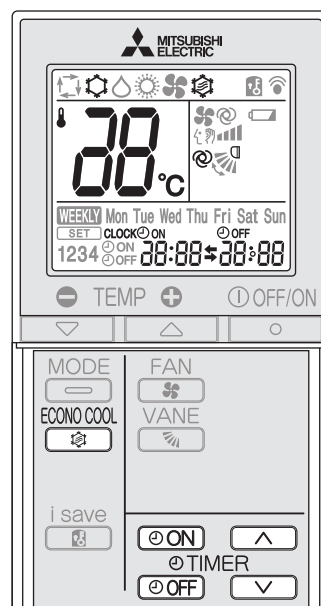 MITSUBISHI
ELECTRIC
88 °C
WEEKLY Mon Tue Wed Thu Fri Sat Sun
SET CLOCK ON OFF
1234 ON OFF 88:88 88:88
TEMP OFF/ON
MODE FAN
ECONO COOL VANE
i save
ON
TIMER
OFF